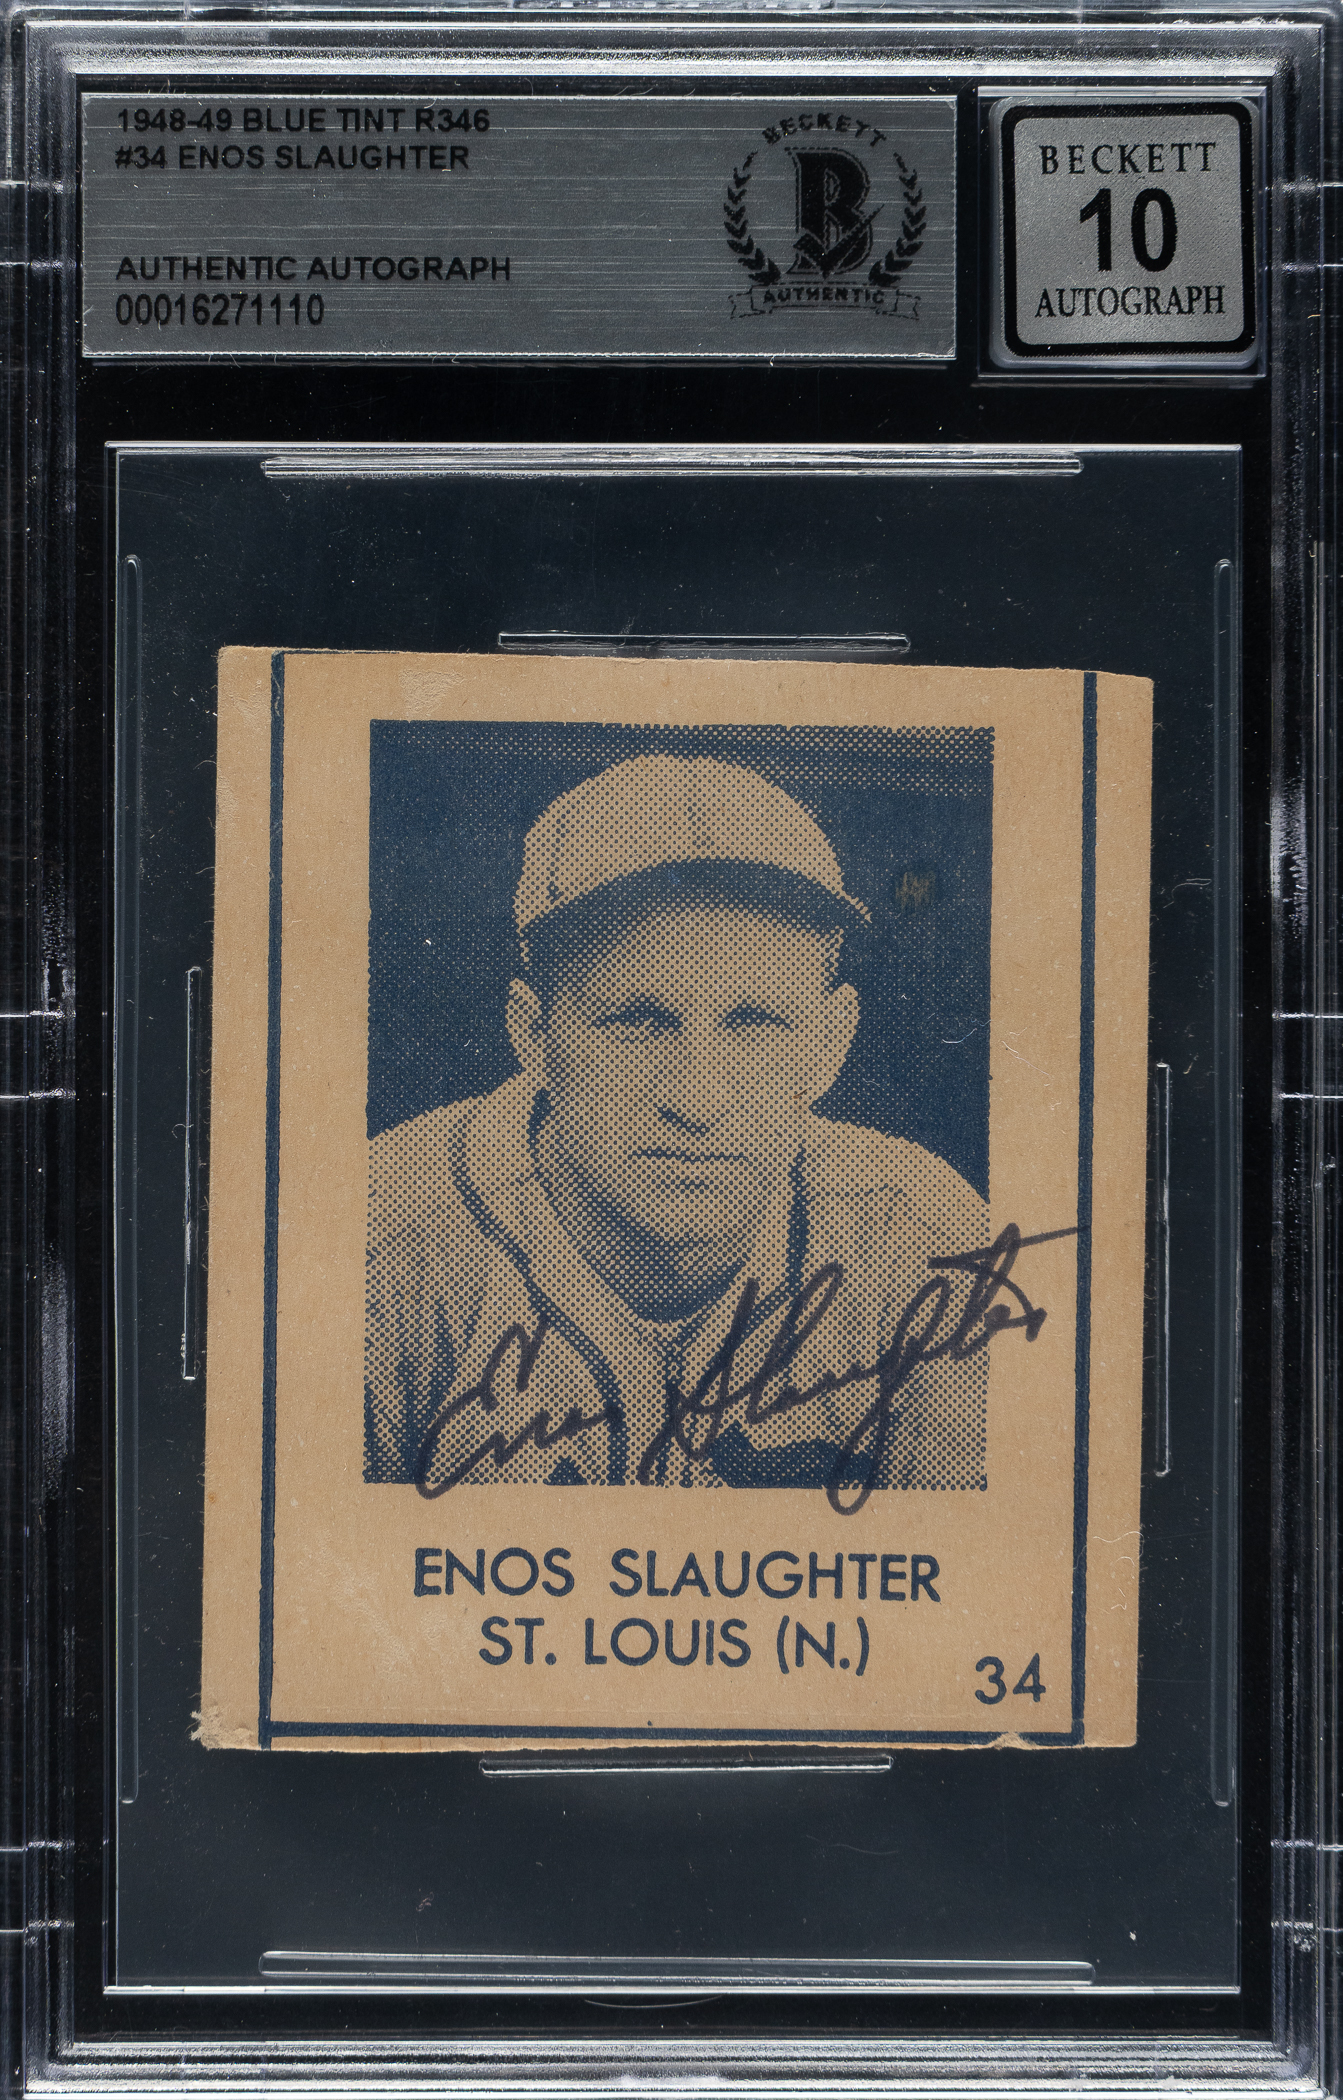 1948-49 BLUE TINT R346
#34 ENOS SLAUGHTER
AUTHENTIC AUTOGRAPH
00016271110
BECKETT
B
AUTHENTIC
BECKETT
10
AUTOGRAPH
Enos Slaughter
ENOS SLAUGHTER
ST. LOUIS (N.)
34